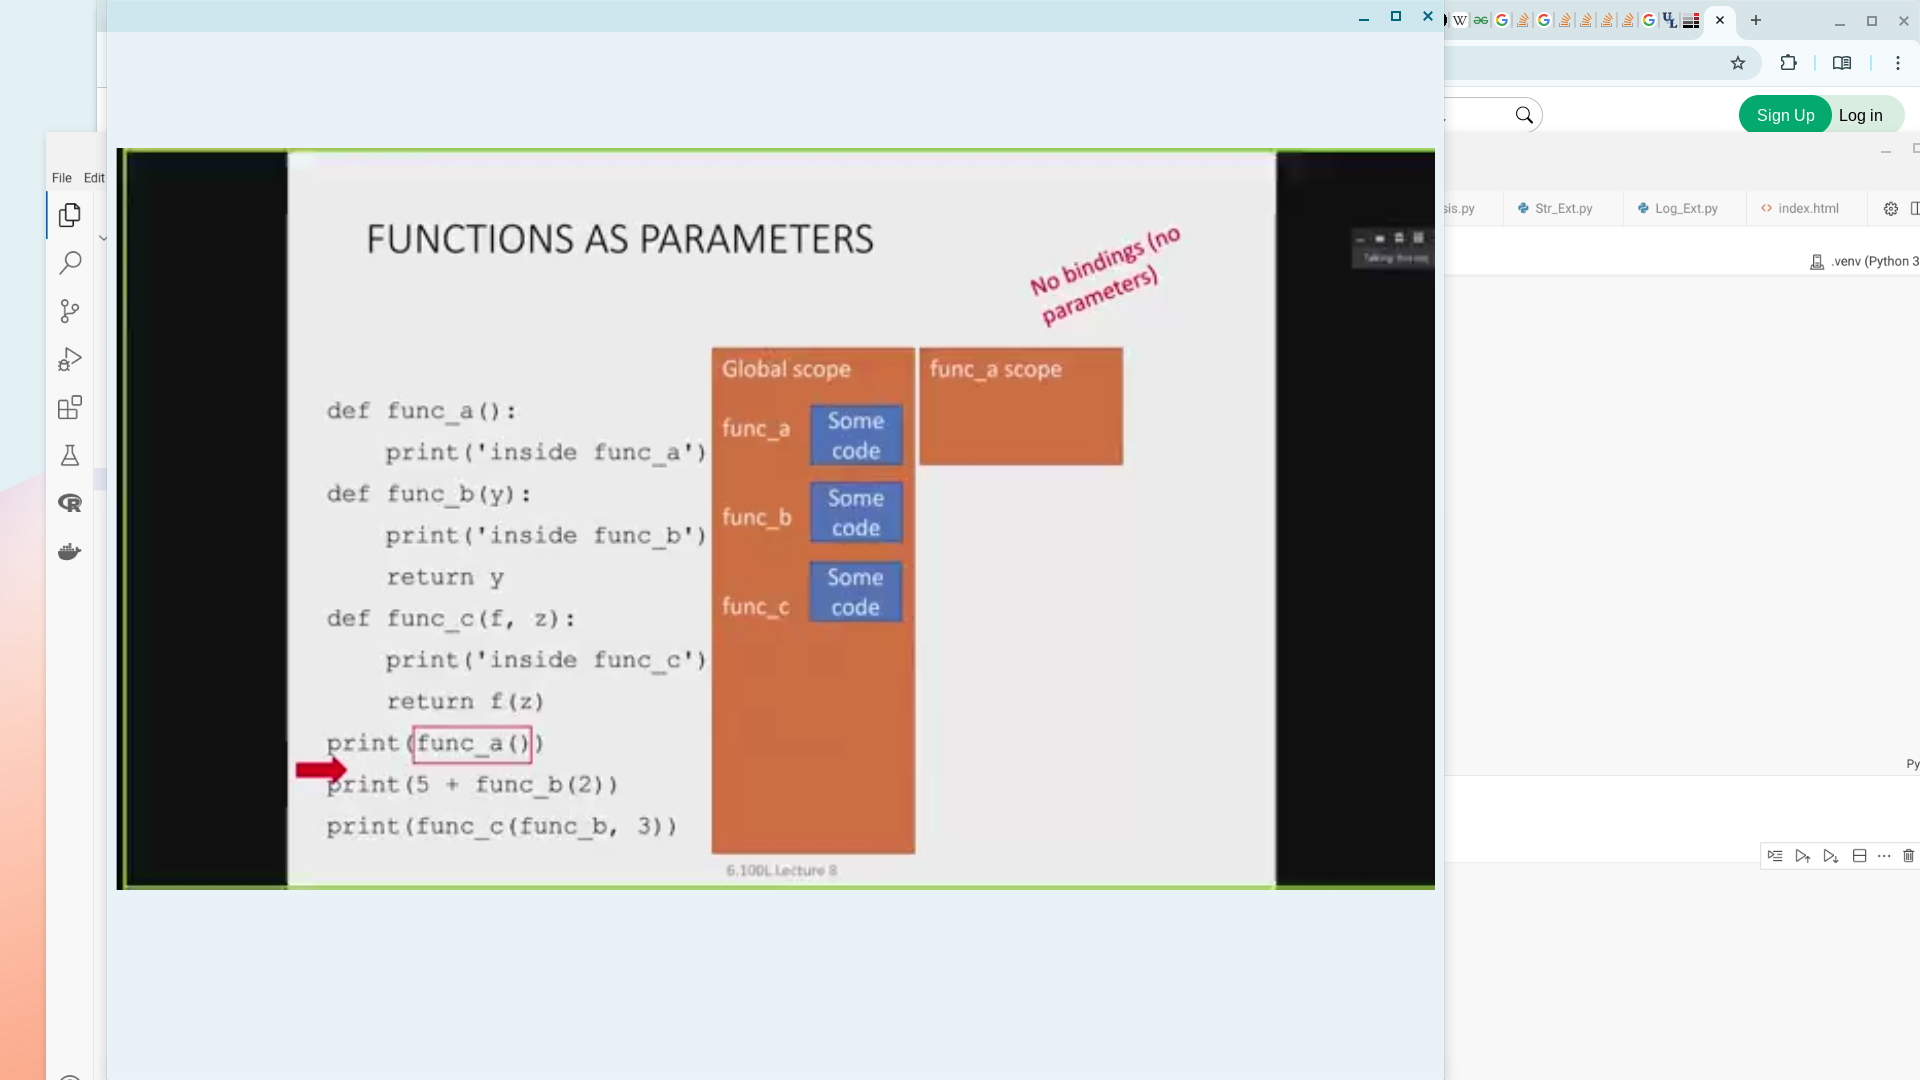 Sign Up
Log in
File Edit
sis.py
Str_Ext.py
Log_Ext.py
index.html
.venv (Python 3
FUNCTIONS AS PARAMETERS
No bindings (no
parameters)
Global scope
func_a scope
def func_a():
print('inside func_a')
def func_b(y):
print('inside func_b')
return y
def func_c(f, z):
print('inside func_c')
return f(z)
print(func_a())
print(5 + func_b(2))
print(func_c(func_b, 3))
func_a
Some
code
func_b
Some
code
func_c
Some
code
6.100L Lecture 8
Py